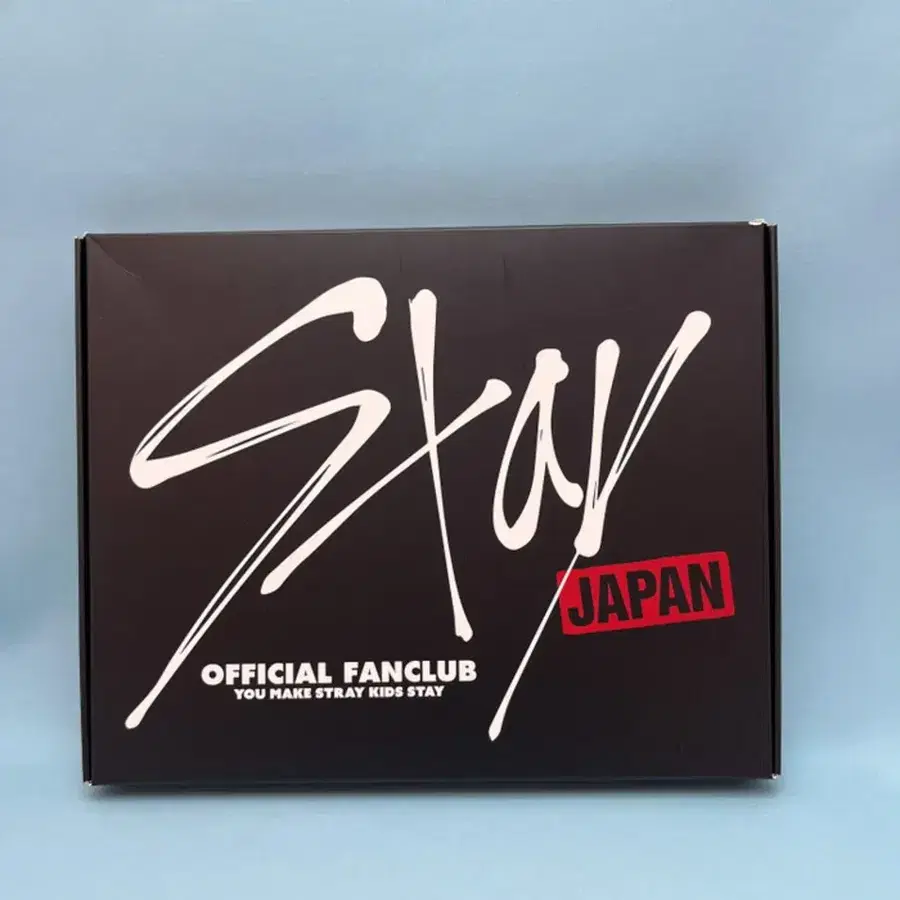 Stay
JAPAN
OFFICIAL FANCLUB
YOU MAKE STRAY KIDS STAY